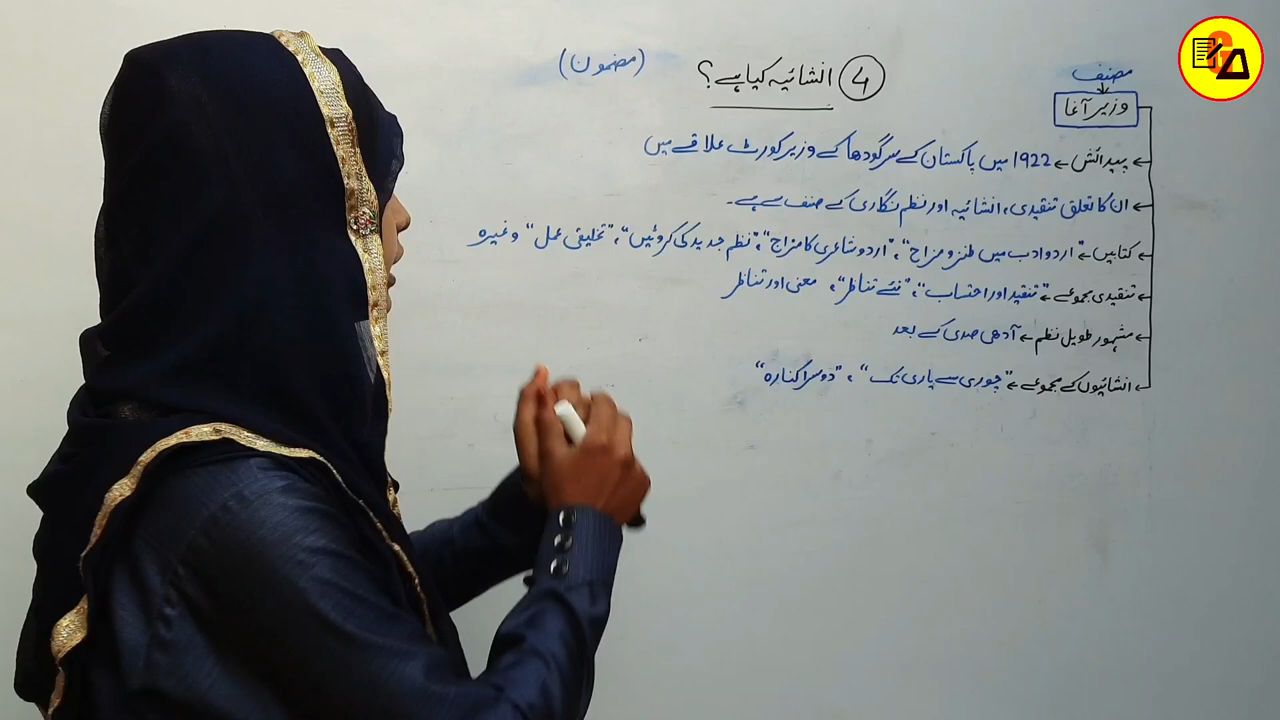 مصنف
وزیر آغا
④ انشائیہ کیا ہے؟ (مضمون)
پیدائش ← 1922 میں پاکستان کے سرگودھا کے وزیر کورٹ علاقے میں
ان کا تعلق تنقیدی، انشائیہ اور نظم نگاری کے صنف سے ہے۔
کتابیں ← "اردو ادب میں طنز و مزاح"، "اردو شاعری کا مزاج"، "نظم جدید کی کروٹیں"، "تخلیقی عمل" وغیرہ
تنقیدی مجموعے ← "تنقید اور احتساب"، "نئے تناظر"، معنی اور تناظر
مشہور طویل نظم ← آدھی صدی کے بعد
انشائیوں کے مجموعے ← "چوری سے یاری تک"، "دوسرا کنارہ"